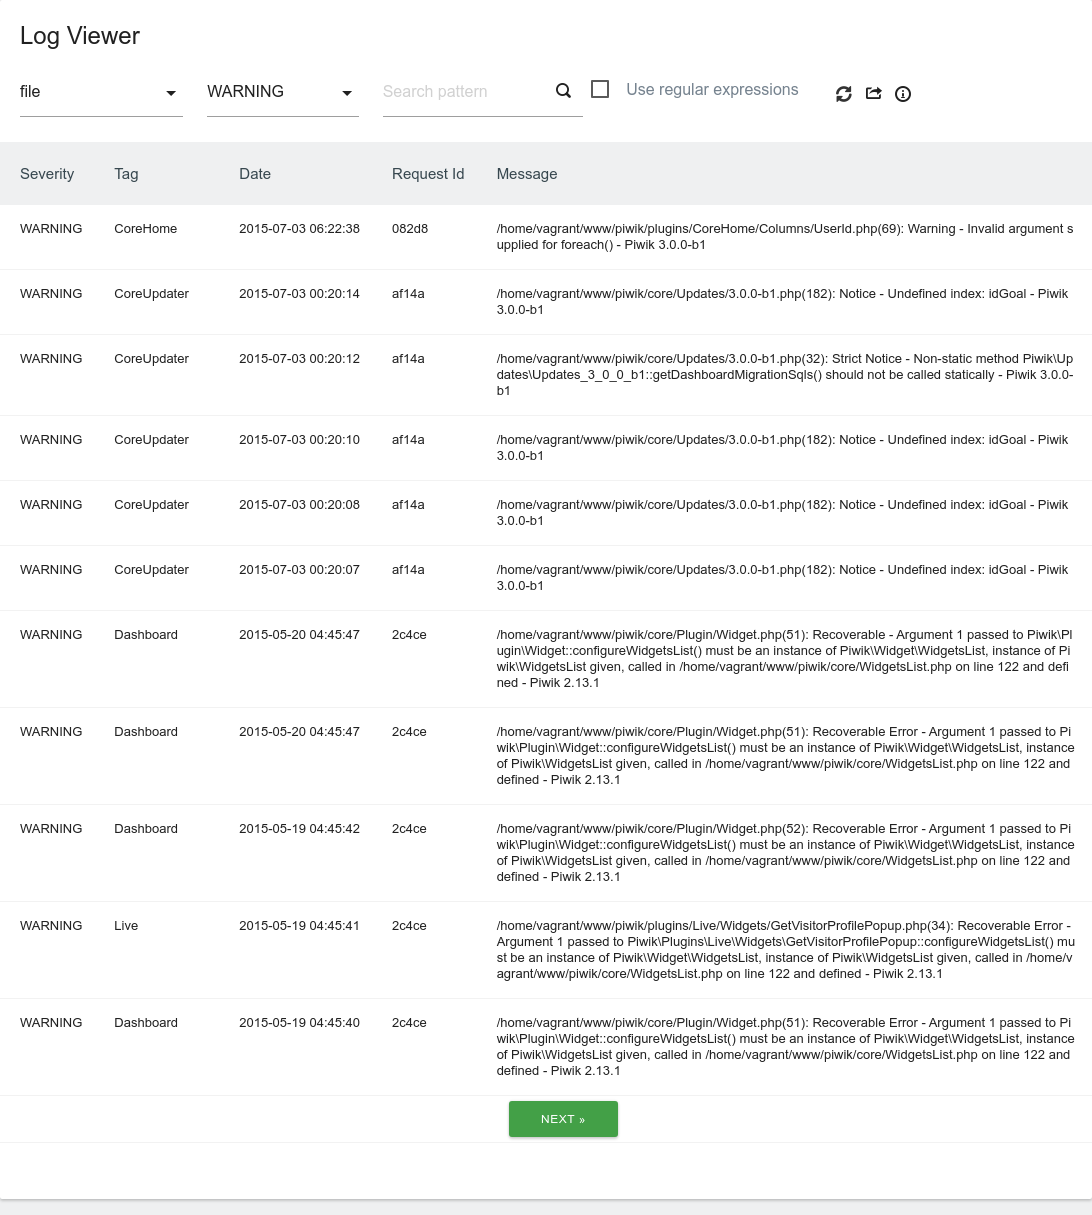 Log Viewer
file WARNING Search pattern Use regular expressions
Severity Tag Date Request Id Message
WARNING CoreHome 2015-07-03 06:22:38 082d8 /home/vagrant/www/piwik/plugins/CoreHome/Columns/UserId.php(69): Warning - Invalid argument s
upplied for foreach() - Piwik 3.0.0-b1
WARNING CoreUpdater 2015-07-03 00:20:14 af14a /home/vagrant/www/piwik/core/Updates/3.0.0-b1.php(182): Notice - Undefined index: idGoal - Piwik
3.0.0-b1
WARNING CoreUpdater 2015-07-03 00:20:12 af14a /home/vagrant/www/piwik/core/Updates/3.0.0-b1.php(32): Strict Notice - Non-static method Piwik\Up
dates\Updates_3_0_0_b1::getDashboardMigrationSqls() should not be called statically - Piwik 3.0.0-
b1
WARNING CoreUpdater 2015-07-03 00:20:10 af14a /home/vagrant/www/piwik/core/Updates/3.0.0-b1.php(182): Notice - Undefined index: idGoal - Piwik
3.0.0-b1
WARNING CoreUpdater 2015-07-03 00:20:08 af14a /home/vagrant/www/piwik/core/Updates/3.0.0-b1.php(182): Notice - Undefined index: idGoal - Piwik
3.0.0-b1
WARNING CoreUpdater 2015-07-03 00:20:07 af14a /home/vagrant/www/piwik/core/Updates/3.0.0-b1.php(182): Notice - Undefined index: idGoal - Piwik
3.0.0-b1
WARNING Dashboard 2015-05-20 04:45:47 2c4ce /home/vagrant/www/piwik/core/Plugin/Widget.php(51): Recoverable - Argument 1 passed to Piwik\Pl
ugin\Widget::configureWidgetsList() must be an instance of Piwik\Widget\WidgetsList, instance of Pi
wik\WidgetsList given, called in /home/vagrant/www/piwik/core/WidgetsList.php on line 122 and defi
ned - Piwik 2.13.1
WARNING Dashboard 2015-05-20 04:45:47 2c4ce /home/vagrant/www/piwik/core/Plugin/Widget.php(51): Recoverable Error - Argument 1 passed to Pi
wik\Plugin\Widget::configureWidgetsList() must be an instance of Piwik\Widget\WidgetsList, instance
of Piwik\WidgetsList given, called in /home/vagrant/www/piwik/core/WidgetsList.php on line 122 and
defined - Piwik 2.13.1
WARNING Dashboard 2015-05-19 04:45:42 2c4ce /home/vagrant/www/piwik/core/Plugin/Widget.php(52): Recoverable Error - Argument 1 passed to Pi
wik\Plugin\Widget::configureWidgetsList() must be an instance of Piwik\Widget\WidgetsList, instance
of Piwik\WidgetsList given, called in /home/vagrant/www/piwik/core/WidgetsList.php on line 122 and
defined - Piwik 2.13.1
WARNING Live 2015-05-19 04:45:41 2c4ce /home/vagrant/www/piwik/plugins/Live/Widgets/GetVisitorProfilePopup.php(34): Recoverable Error -
Argument 1 passed to Piwik\Plugins\Live\Widgets\GetVisitorProfilePopup::configureWidgetsList() mu
st be an instance of Piwik\Widget\WidgetsList, instance of Piwik\WidgetsList given, called in /home/v
agrant/www/piwik/core/WidgetsList.php on line 122 and defined - Piwik 2.13.1
WARNING Dashboard 2015-05-19 04:45:40 2c4ce /home/vagrant/www/piwik/core/Plugin/Widget.php(51): Recoverable Error - Argument 1 passed to Pi
wik\Plugin\Widget::configureWidgetsList() must be an instance of Piwik\Widget\WidgetsList, instance
of Piwik\WidgetsList given, called in /home/vagrant/www/piwik/core/WidgetsList.php on line 122 and
defined - Piwik 2.13.1
NEXT »